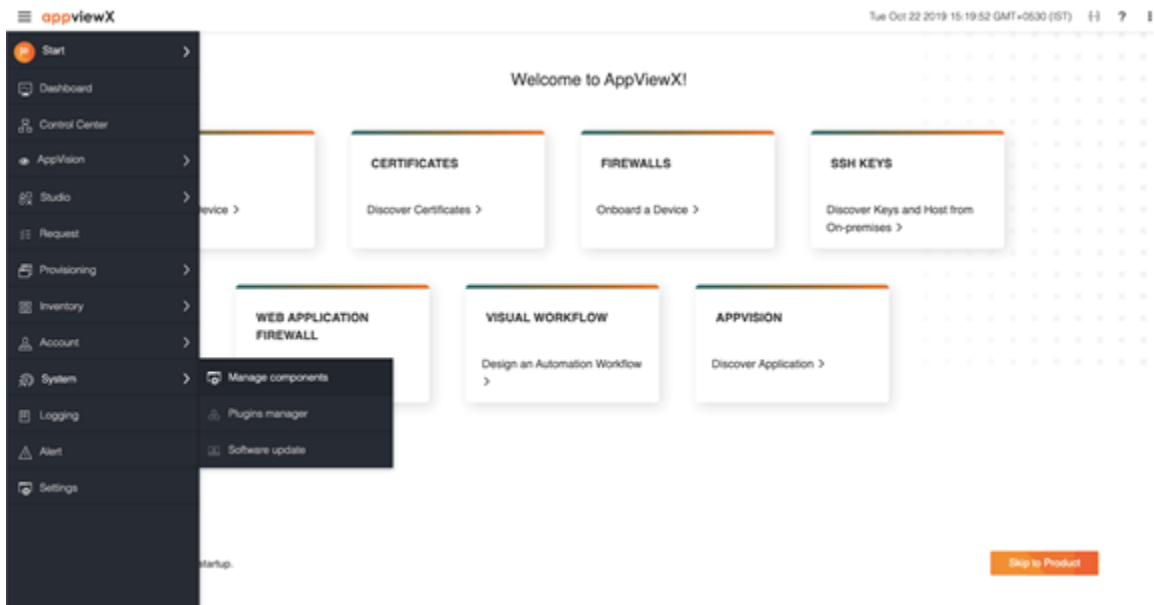 appviewX
Tue Oct 22 2019 15:19:52 GMT+0530 (IST) ?
Start >
Dashboard
Control Center
AppVision >
Studio >
Request
Provisioning >
Inventory >
Account >
System >
Logging
Alert
Settings
Manage components
Plugins manager
Software update
Welcome to AppViewX!
evice >
CERTIFICATES
Discover Certificates >
FIREWALLS
Onboard a Device >
SSH KEYS
Discover Keys and Host from
On-premises >
WEB APPLICATION
FIREWALL
VISUAL WORKFLOW
Design an Automation Workflow
>
APPVISION
Discover Application >
startup.
Skip to Product